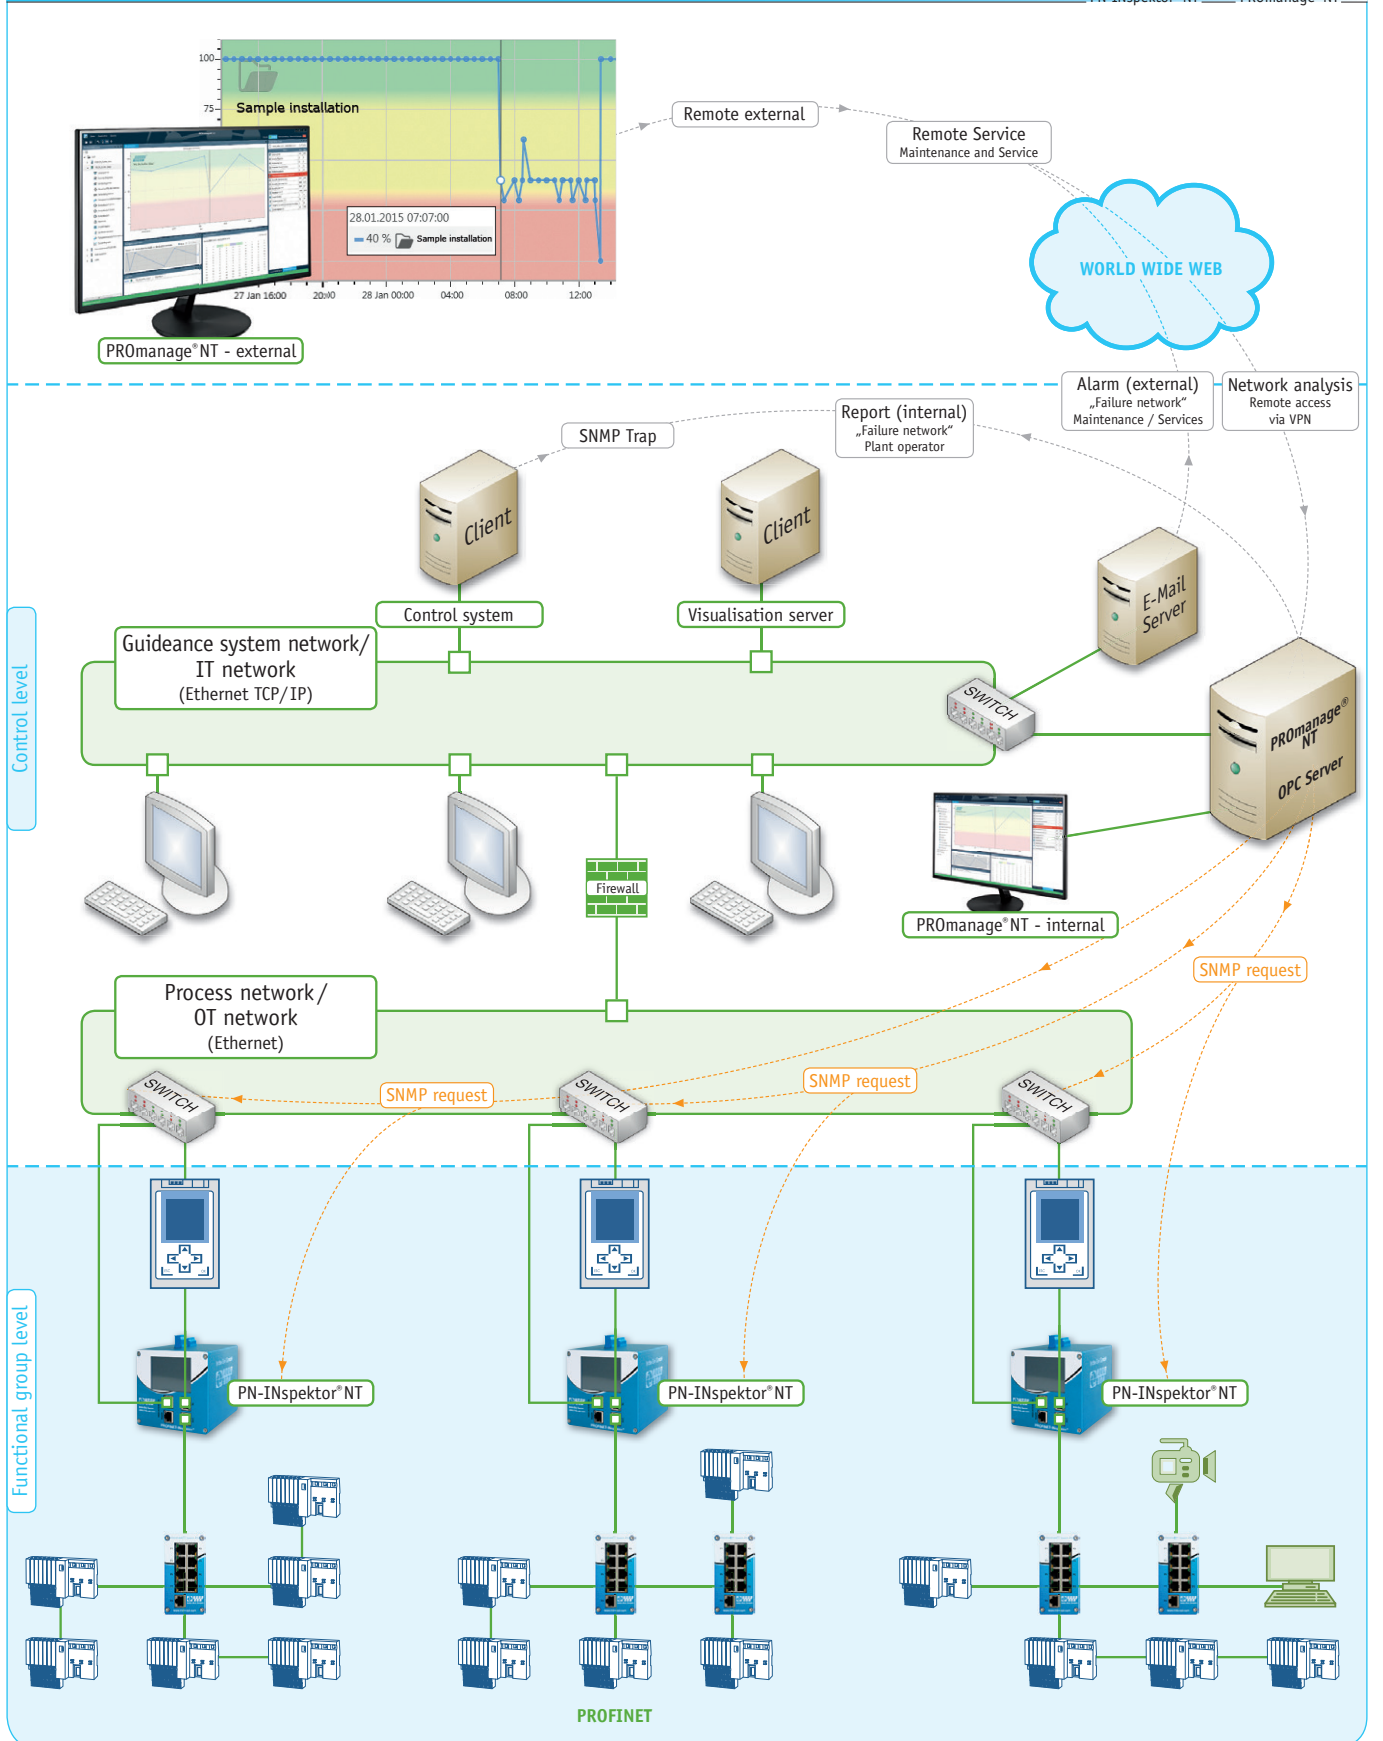 PN-INspektor® NT PROmanage® NT
100
75
Sample installation
28.01.2015 07:07:00
40 % Sample installation
27 Jan 16:00 20:00 28 Jan 00:00 04:00 08:00 12:00
PROmanage® NT - external
Remote external
Remote Service
Maintenance and Service
WORLD WIDE WEB
Alarm (external)
„Failure network“
Maintenance / Services
Network analysis
Remote access
via VPN
Report (internal)
„Failure network“
Plant operator
SNMP Trap
Client
Client
E-Mail
Server
Control system
Visualisation server
Guideance system network/
IT network
(Ethernet TCP/IP)
SWITCH
PROmanage®
NT
OPC Server
Control level
Firewall
PROmanage® NT - internal
SNMP request
Process network/
OT network
(Ethernet)
SWITCH
SNMP request
SWITCH
SNMP request
SWITCH
Functional group level
PN-INspektor® NT
PN-INspektor® NT
PN-INspektor® NT
PROFINET